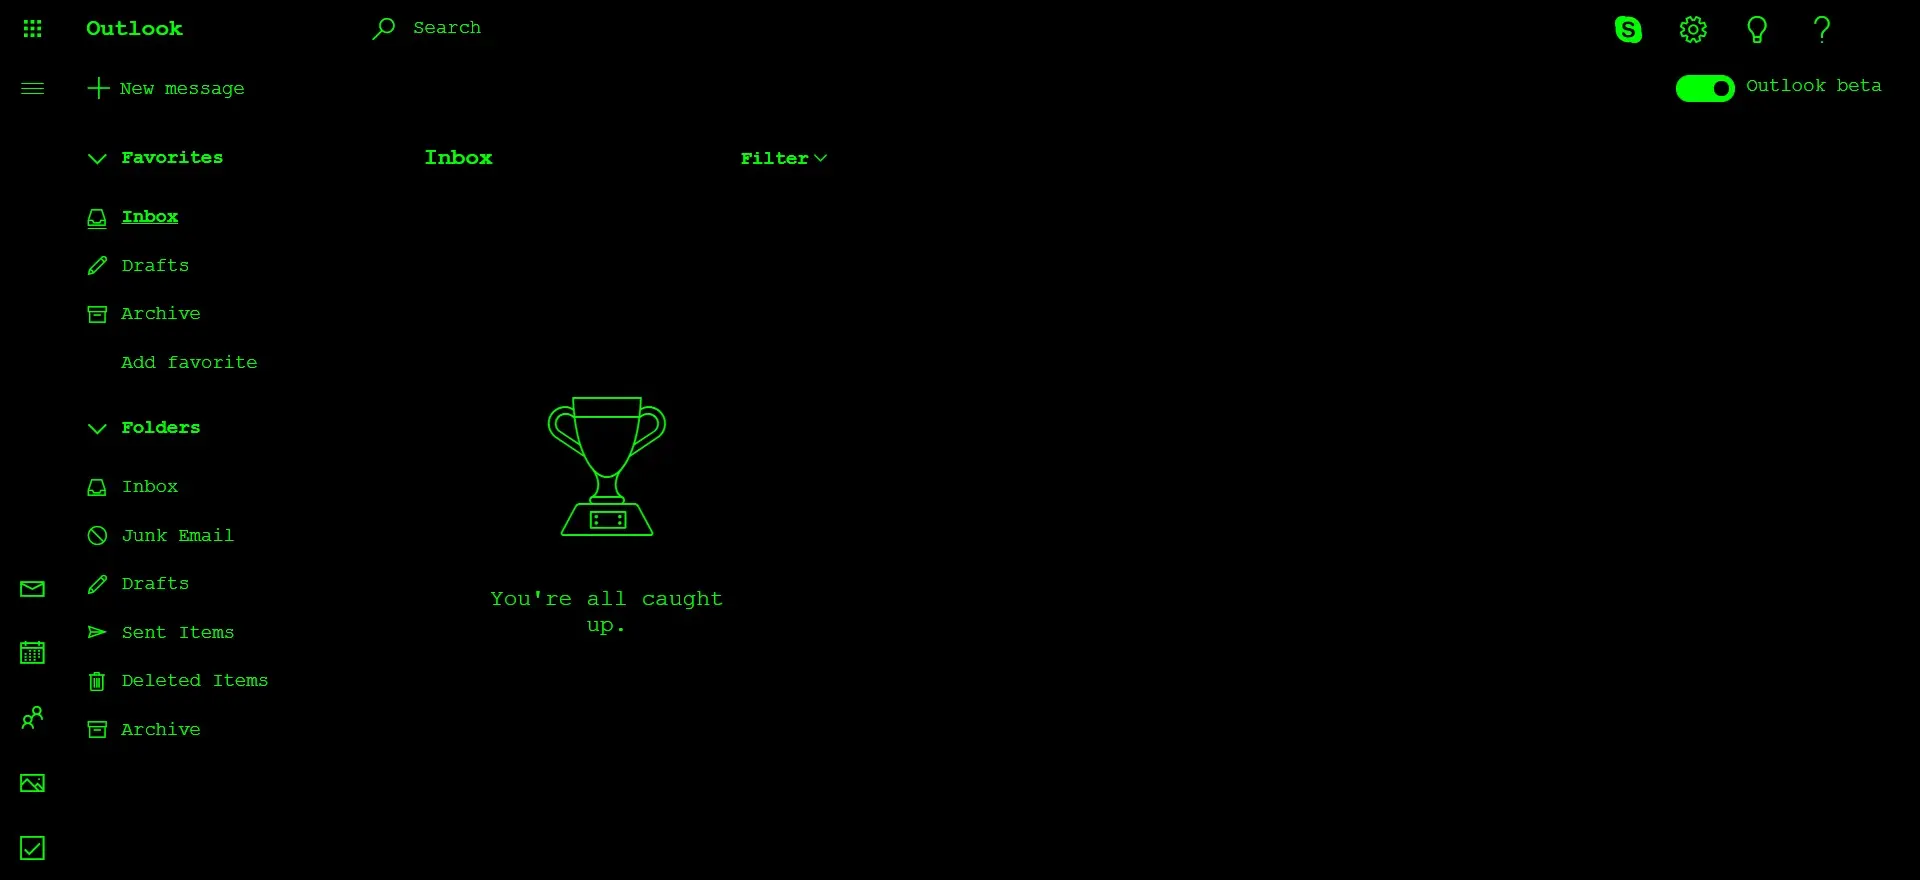 Outlook
Search
New message
Outlook beta
Favorites
Inbox
Drafts
Archive
Add favorite
Folders
Inbox
Junk Email
Drafts
Sent Items
Deleted Items
Archive
Inbox
Filter
You're all caught
up.